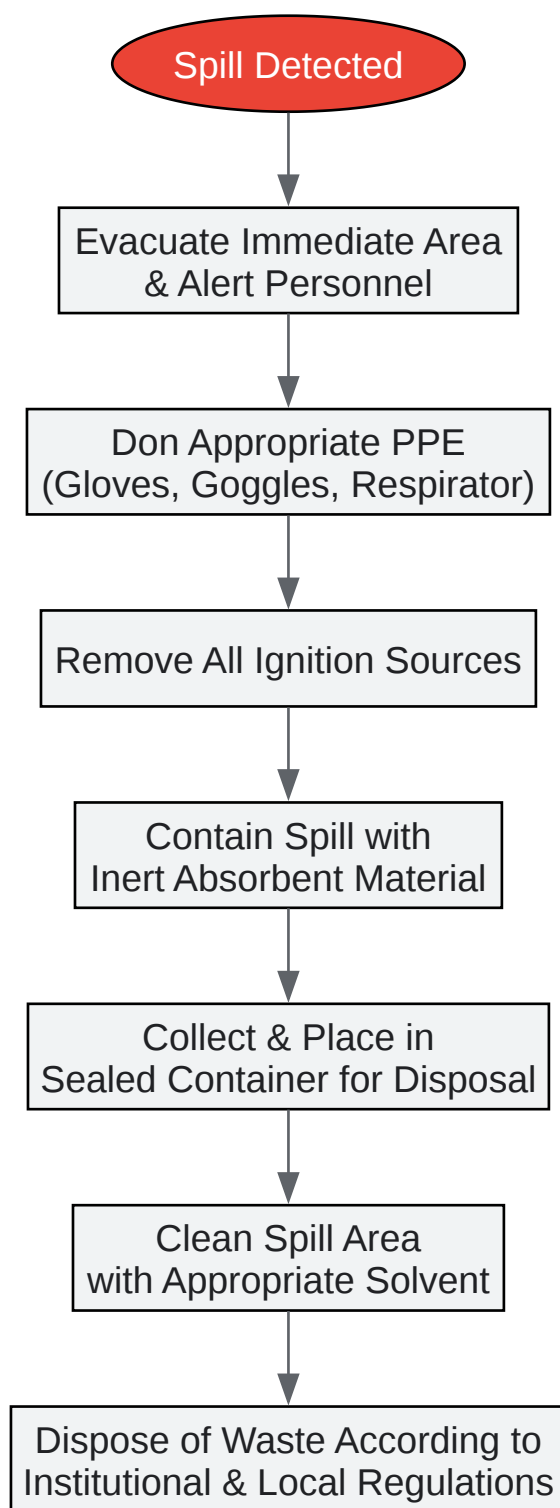 Spill Detected
Evacuate Immediate Area
& Alert Personnel
Don Appropriate PPE
(Gloves, Goggles, Respirator)
Remove All Ignition Sources
Contain Spill with
Inert Absorbent Material
Collect & Place in
Sealed Container for Disposal
Clean Spill Area
with Appropriate Solvent
Dispose of Waste According to
Institutional & Local Regulations